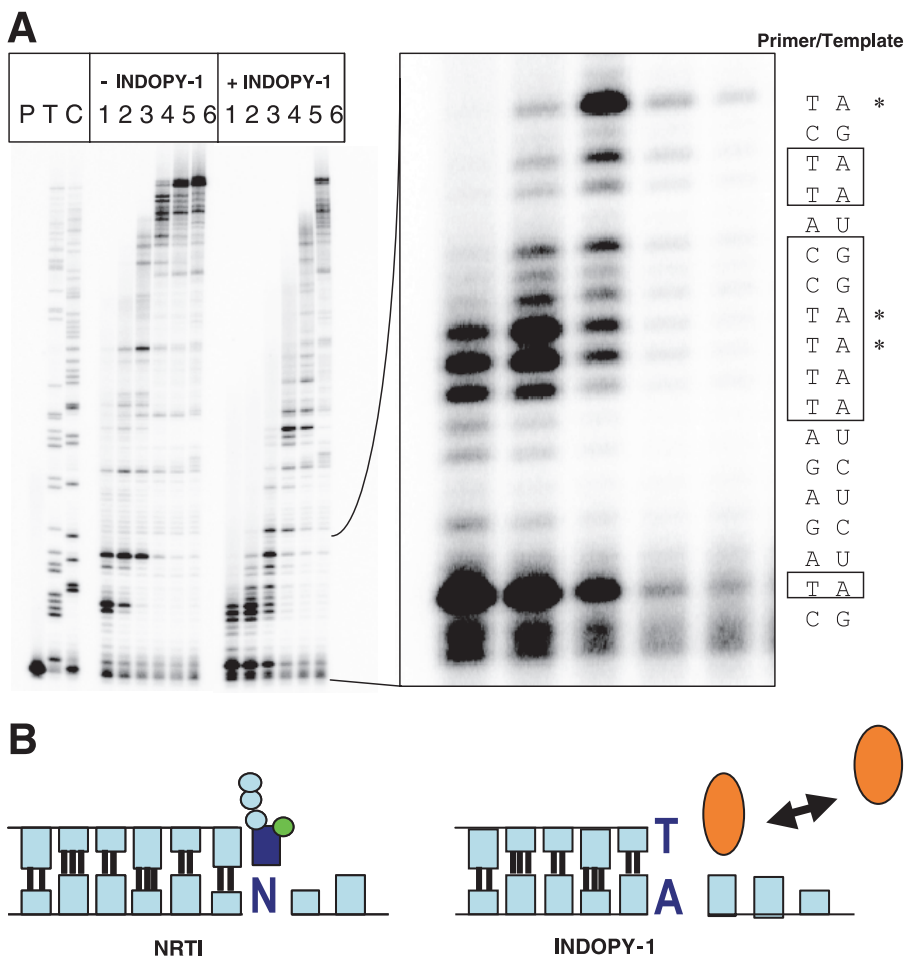 A
Primer/Template
- INDOPY-1 + INDOPY-1
P T C 1 2 3 4 5 6 1 2 3 4 5 6
T A *
C G
T A
T A
A U
C G
C G
T A *
T A *
T A
T A
A U
G C
A U
G C
A U
T A
C G
B
T
N A
NRTI INDOPY-1